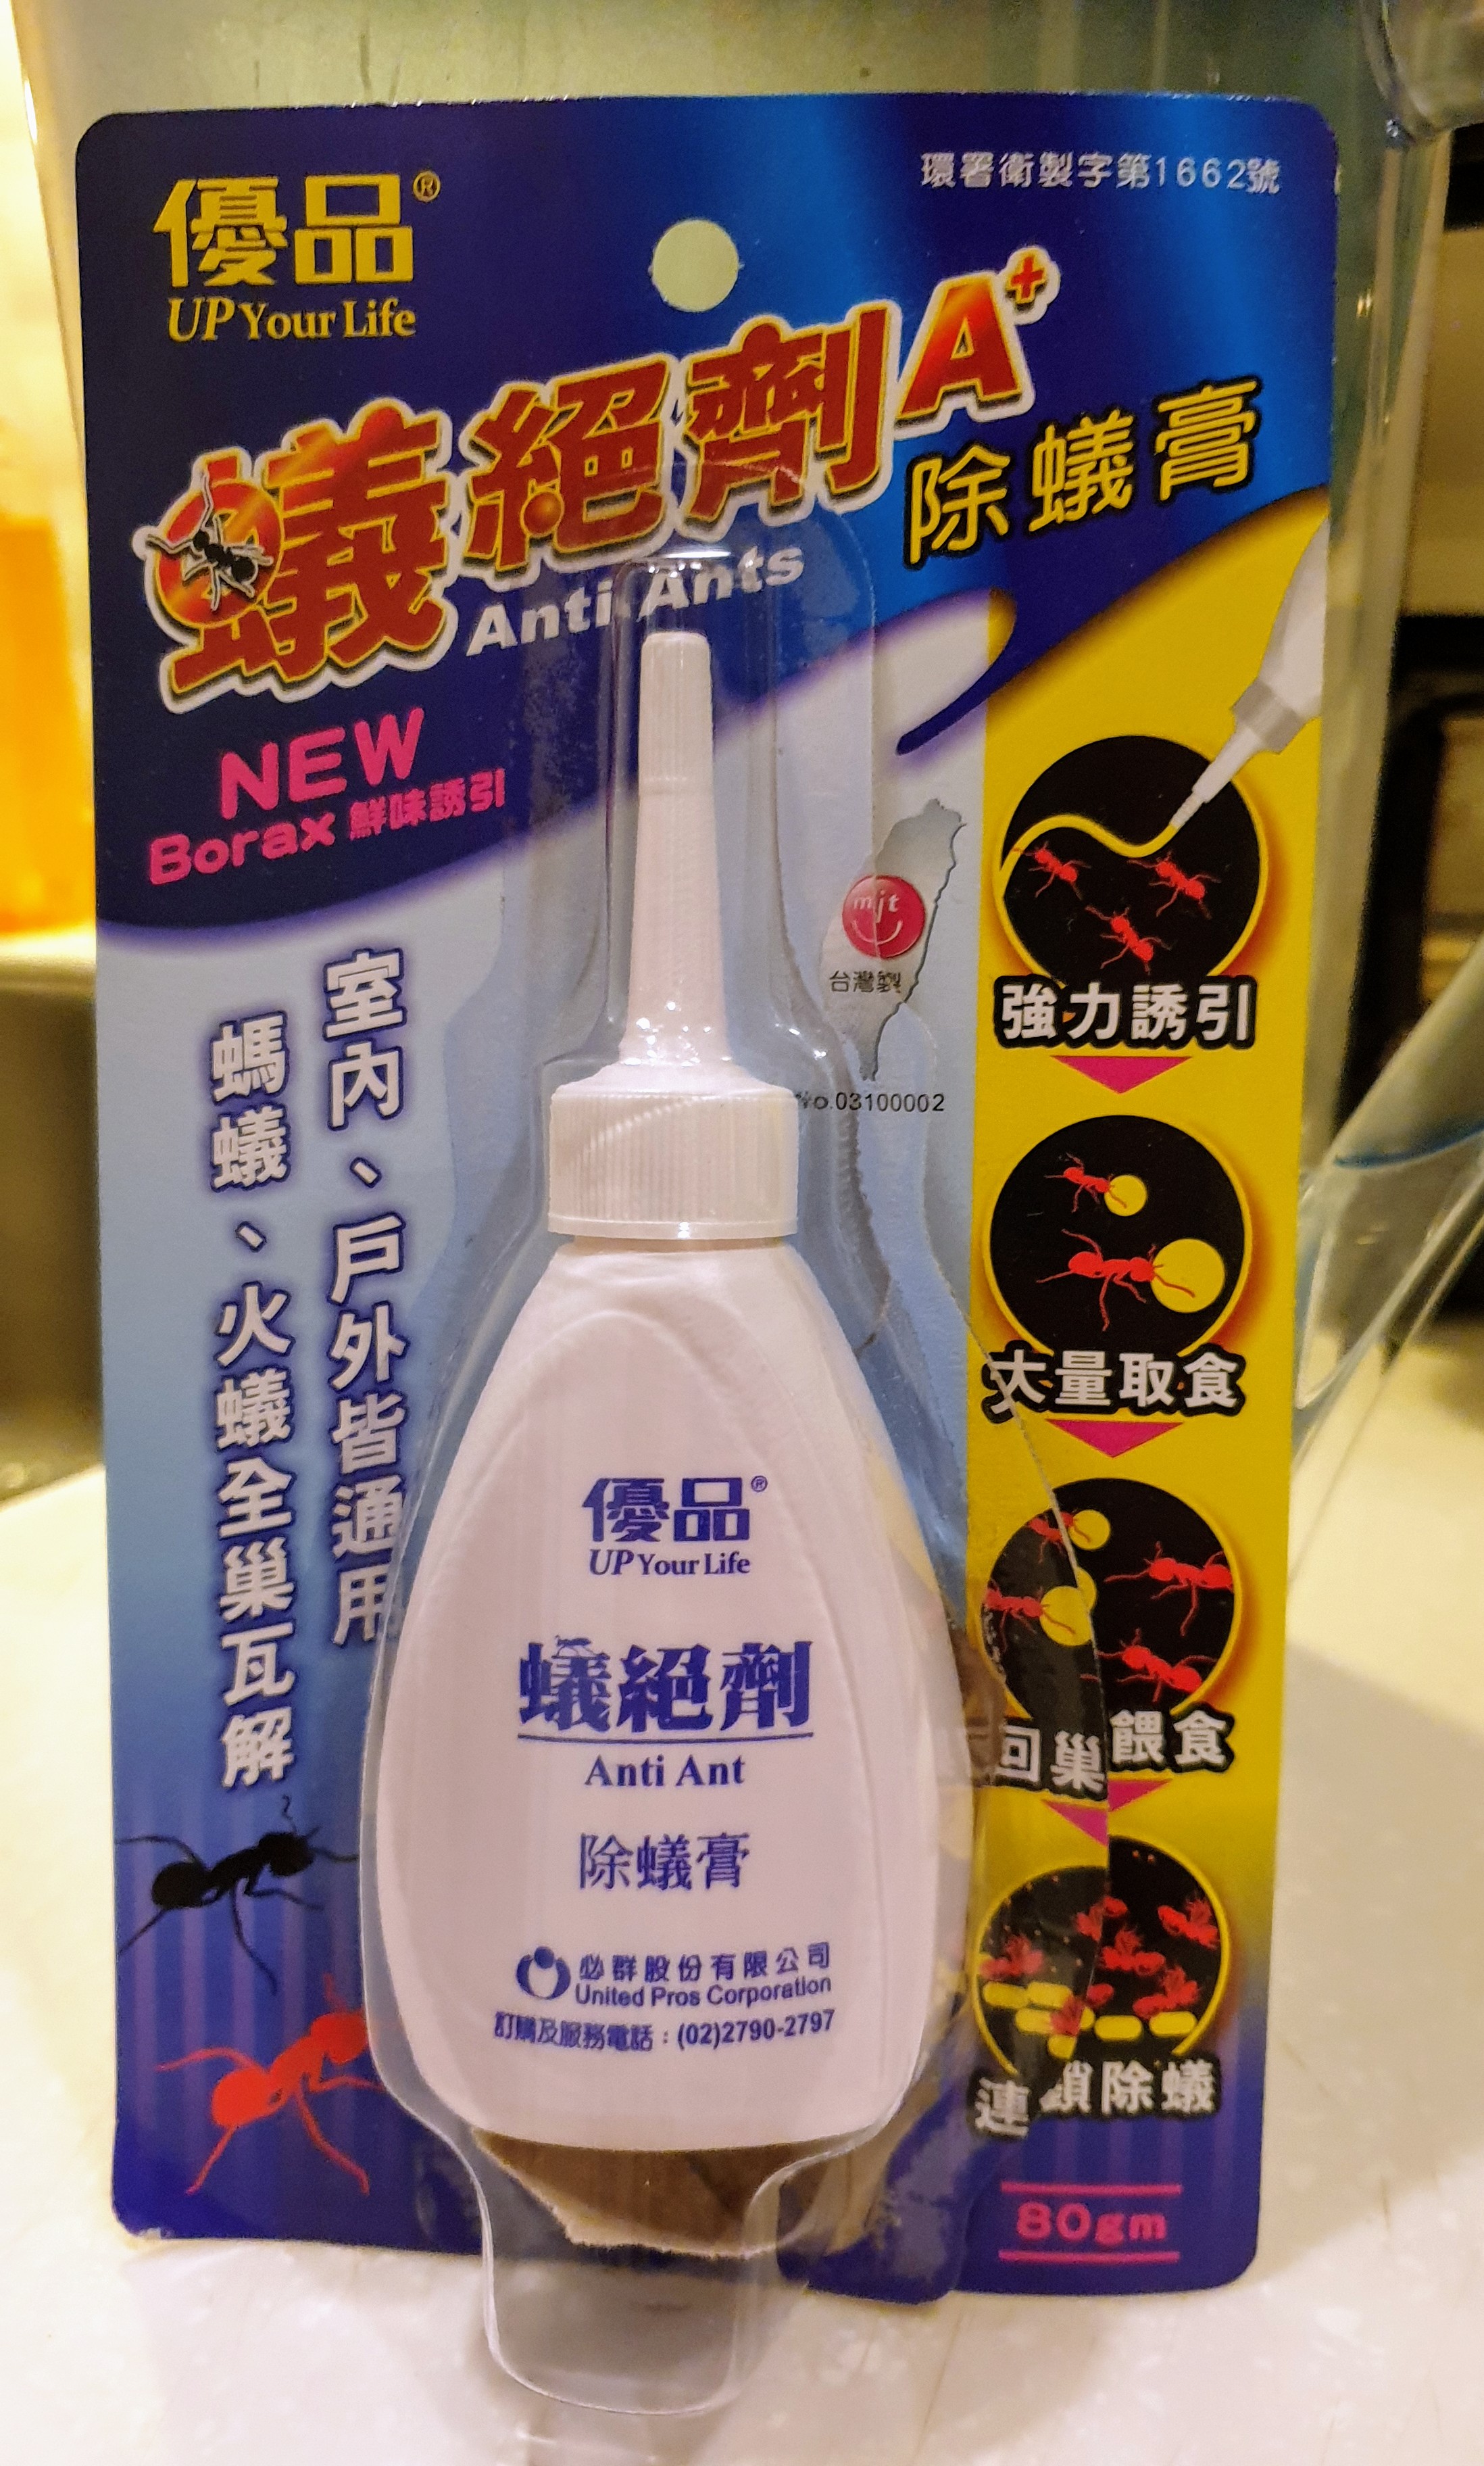 優品®
UP Your Life
環署衛製字第1662號
蟻絕劑A+
除蟻膏
Anti Ants
NEW
Borax 鮮味誘引
室內、戶外皆通用
螞蟻、火蟻全巢瓦解
mit
台灣製
No.03100002
強力誘引
大量取食
回巢餵食
連鎖除蟻
80gm
優品®
UP Your Life
蟻絕劑
Anti Ant
除蟻膏
必群股份有限公司
United Pros Corporation
訂購及服務電話：(02)2790-2797